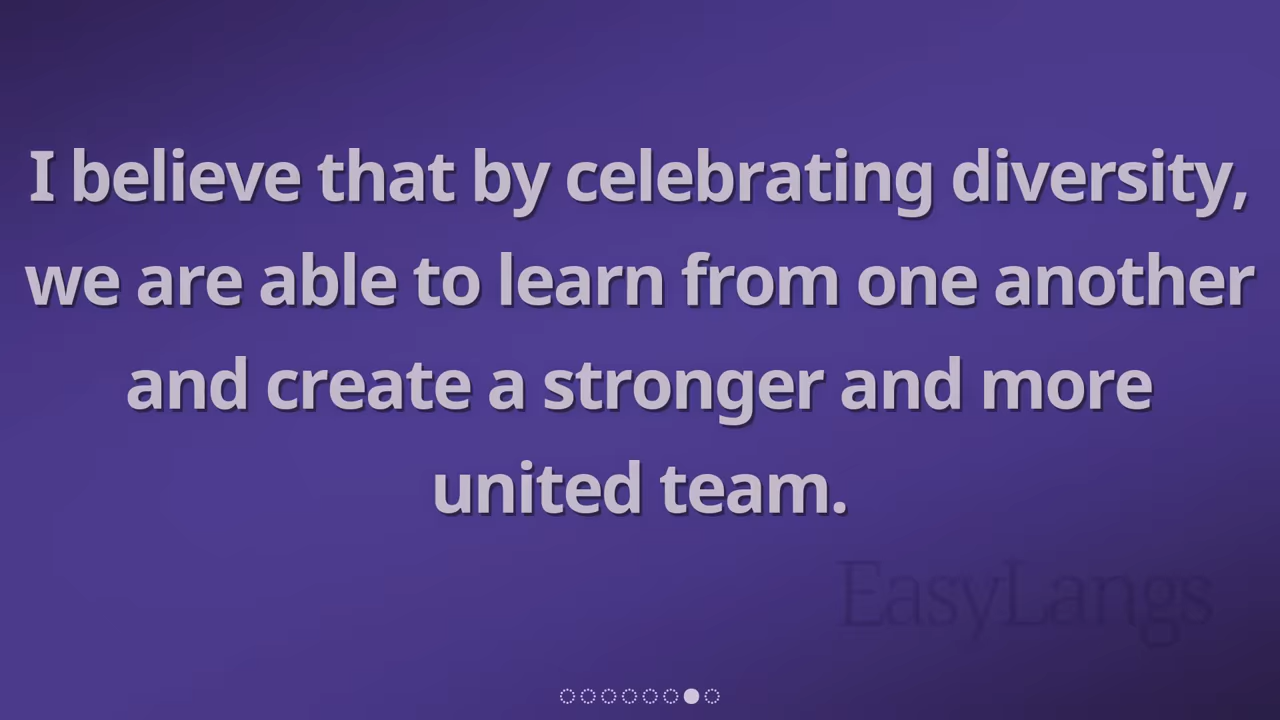 I believe that by celebrating diversity,
we are able to learn from one another
and create a stronger and more
united team.
EasyLangs